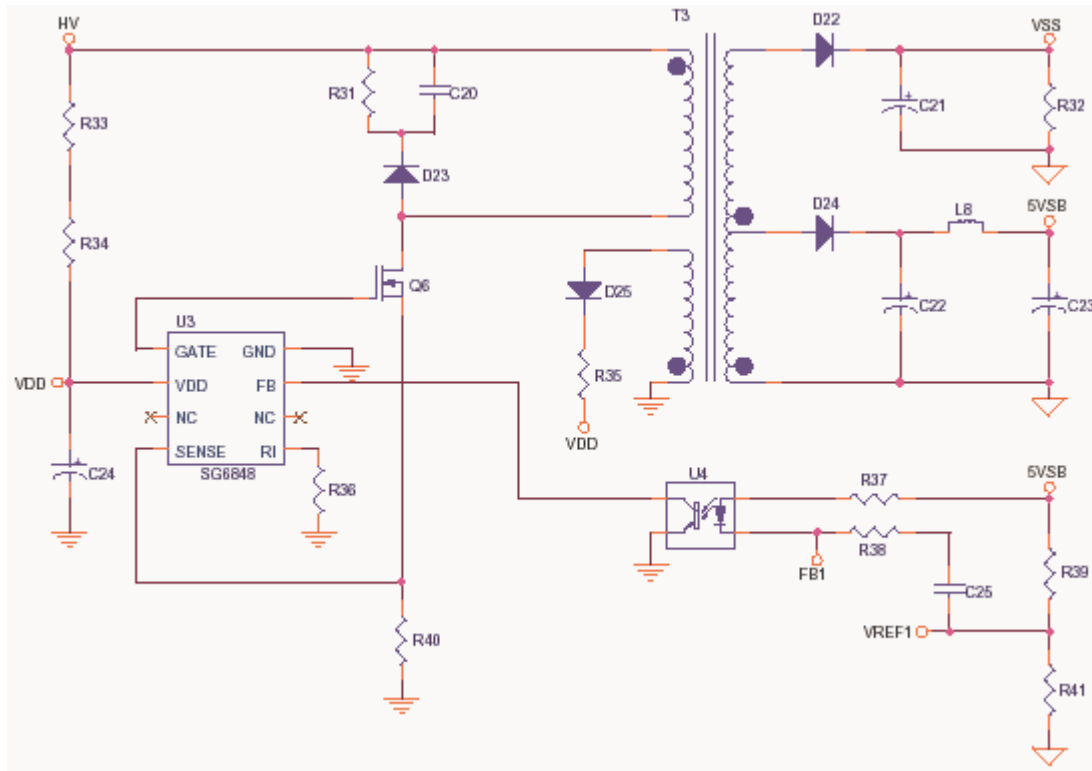 HV
T3
D22
VSS
R31
C20
C21
R32
R33
D23
R34
D24
L8
5VSB
Q6
D25
C22
C23
U3
GATE
GND
VDD
VDD
FB
R35
NC
NC
VDD
SENSE
RI
C24
SG6848
R36
U4
R37
5VSB
R38
FB1
C25
R39
VREF1
R40
R41